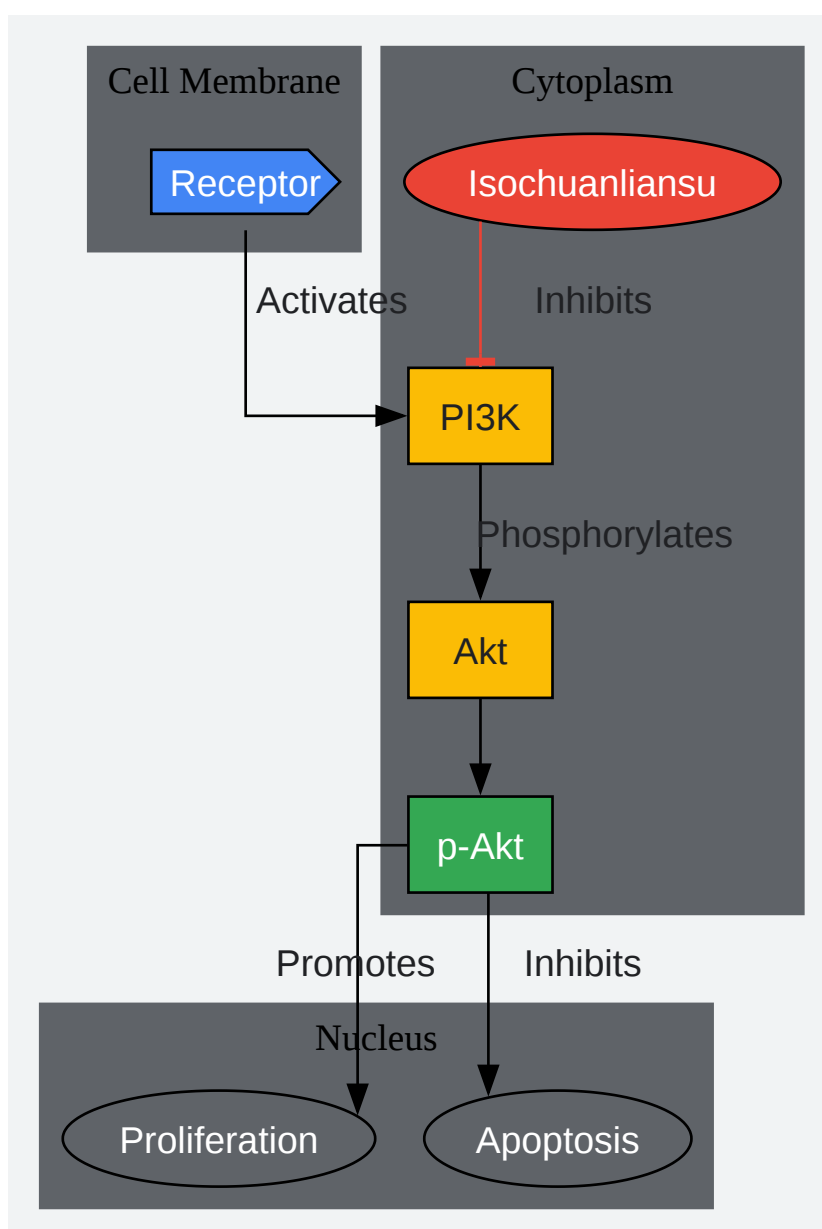 Cell Membrane
Cytoplasm
Receptor
Isochuanliansu
Activates
Inhibits
PI3K
Phosphorylates
Akt
p-Akt
Promotes
Inhibits
Nucleus
Proliferation
Apoptosis